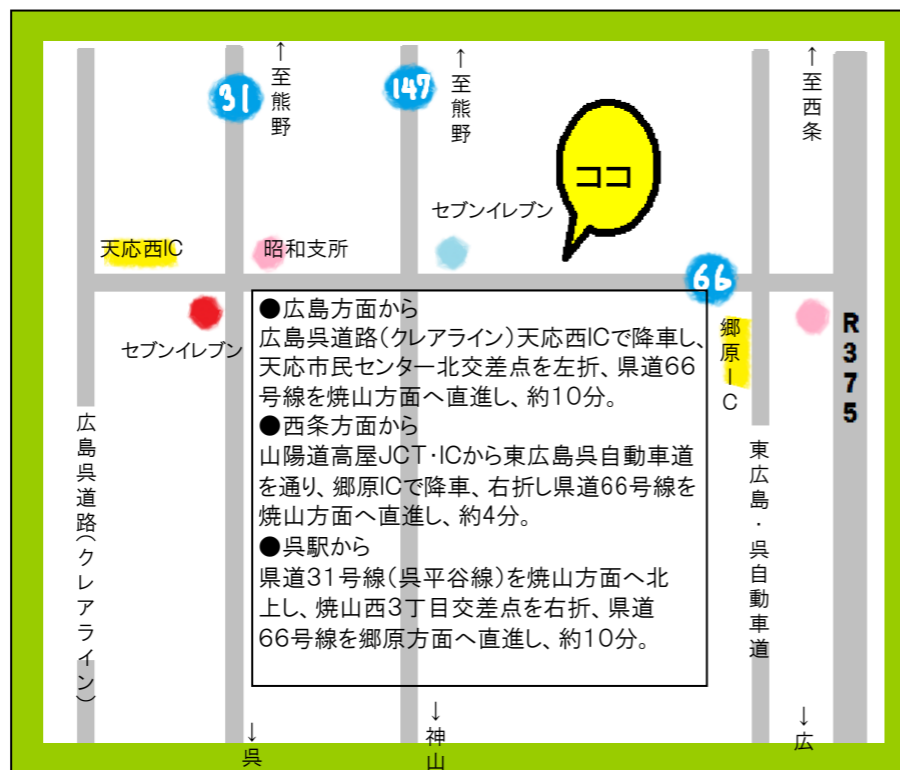 ↑至熊野
↑至熊野
↑至西条
31
147
ココ
セブンイレブン
天応西IC
昭和支所
66
セブンイレブン
郷原IC
R375
●広島方面から
広島呉道路(クレアライン)天応西ICで降車し、
天応市民センター北交差点を左折、県道66
号線を焼山方面へ直進し、約10分。
●西条方面から
山陽道高屋JCT・ICから東広島呉自動車道
を通り、郷原ICで降車、右折し県道66号線を
焼山方面へ直進し、約4分。
●呉駅から
県道31号線(呉平谷線)を焼山方面へ北
上し、焼山西3丁目交差点を右折、県道
66号線を郷原方面へ直進し、約10分。
広島呉道路(クレアライン)
東広島・呉自動車道
↓呉
↓神山
↓広